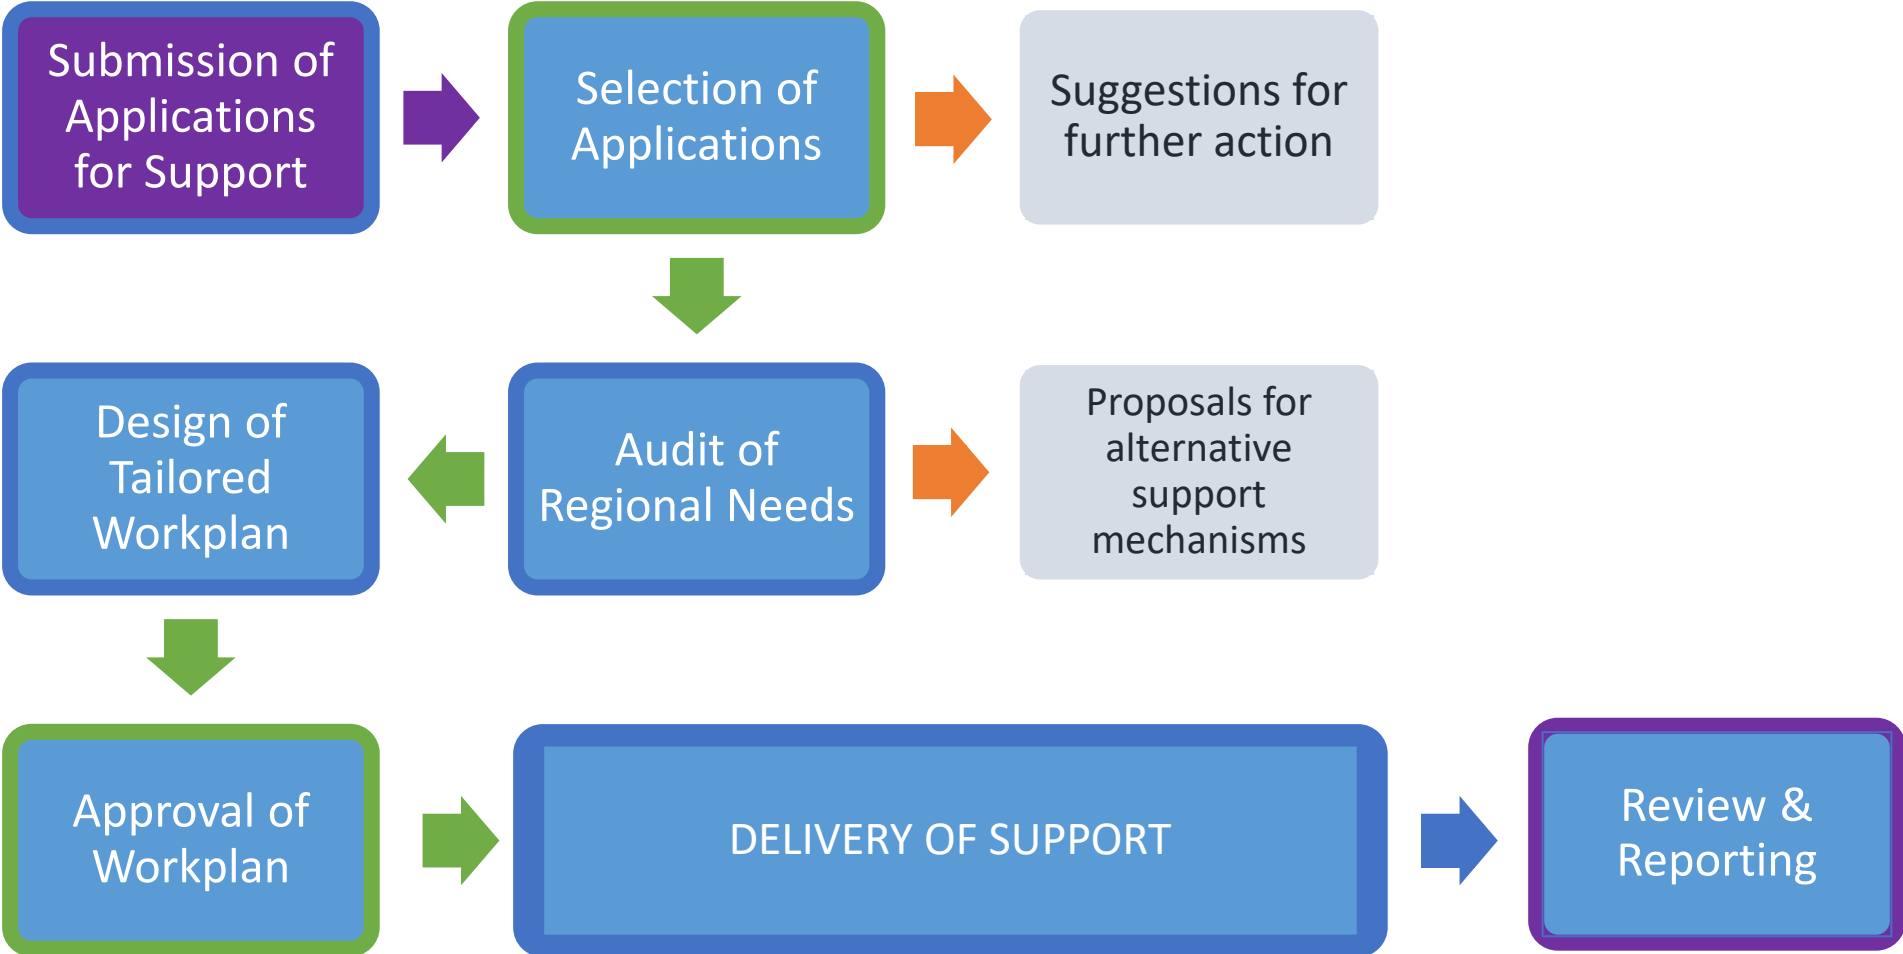 Submission of
Applications
for Support
Selection of
Applications
Suggestions for
further action
Design of
Tailored
Workplan
Audit of
Regional Needs
Proposals for
alternative
support
mechanisms
Approval of
Workplan
DELIVERY OF SUPPORT
Review &
Reporting